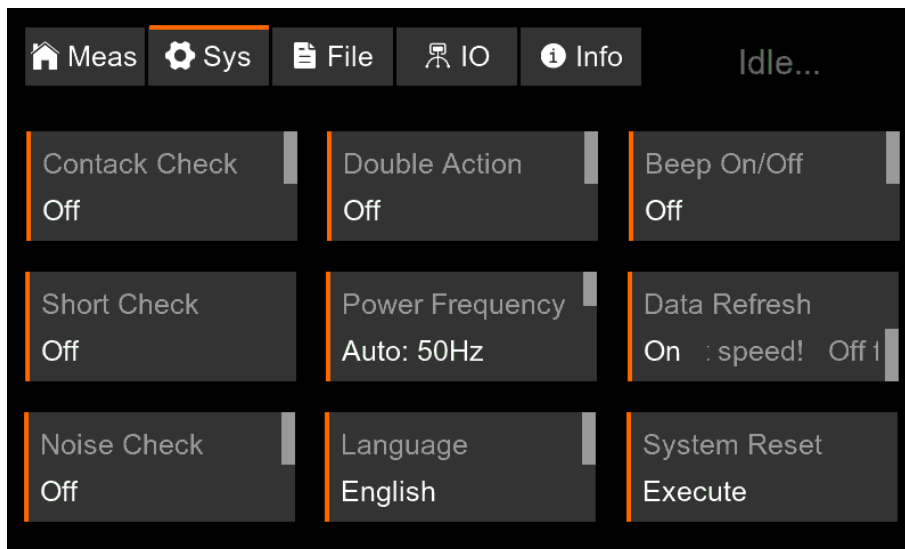 Meas Sys File IO Info Idle...
Contack Check Double Action Beep On/Off
Off Off Off
Short Check Power Frequency Data Refresh
Off Auto: 50Hz On : speed! Off
Noise Check Language System Reset
Off English Execute